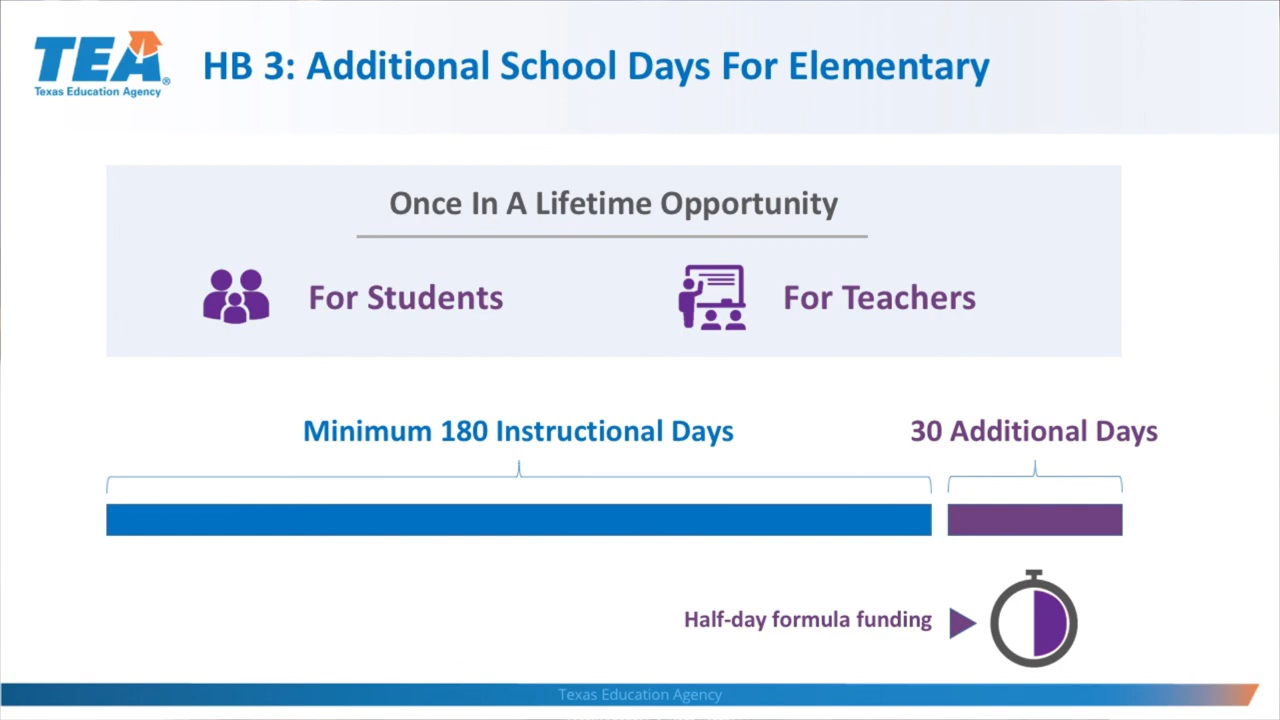 TEA®
Texas Education Agency
HB 3: Additional School Days For Elementary
Once In A Lifetime Opportunity
For Students
For Teachers
Minimum 180 Instructional Days
30 Additional Days
Half-day formula funding
Texas Education Agency